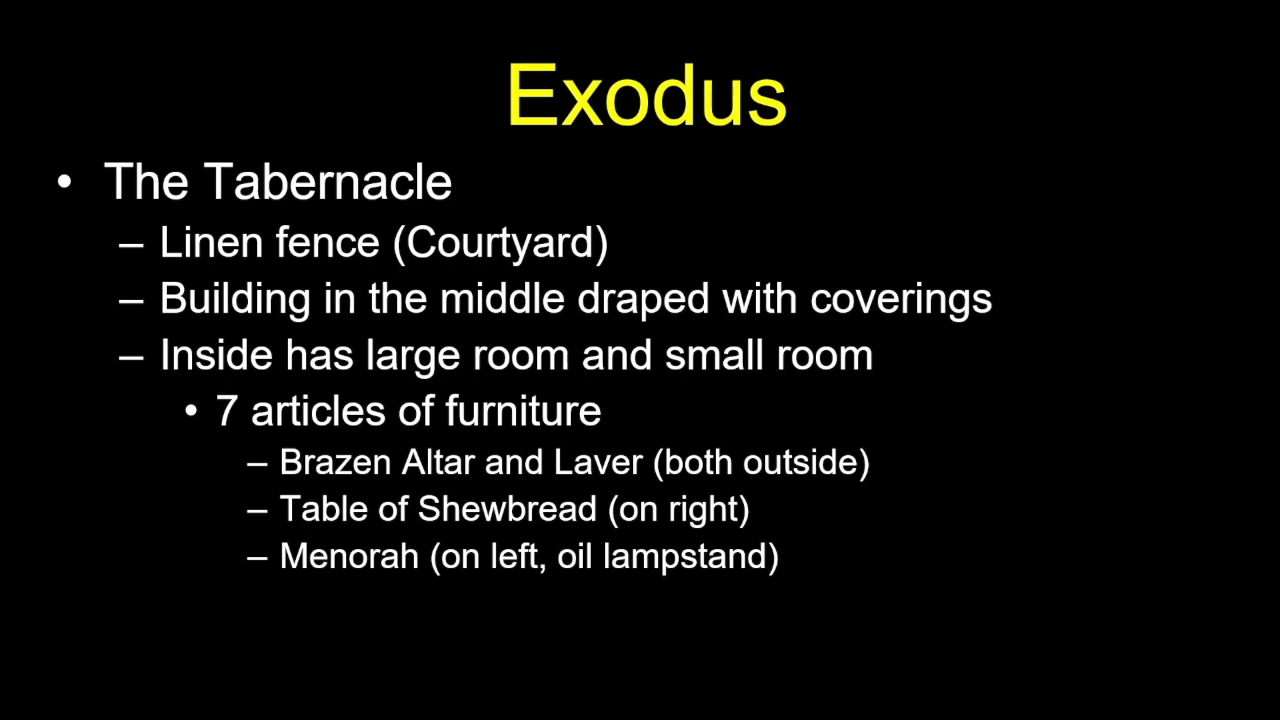 Exodus
• The Tabernacle
– Linen fence (Courtyard)
– Building in the middle draped with coverings
– Inside has large room and small room
• 7 articles of furniture
– Brazen Altar and Laver (both outside)
– Table of Shewbread (on right)
– Menorah (on left, oil lampstand)